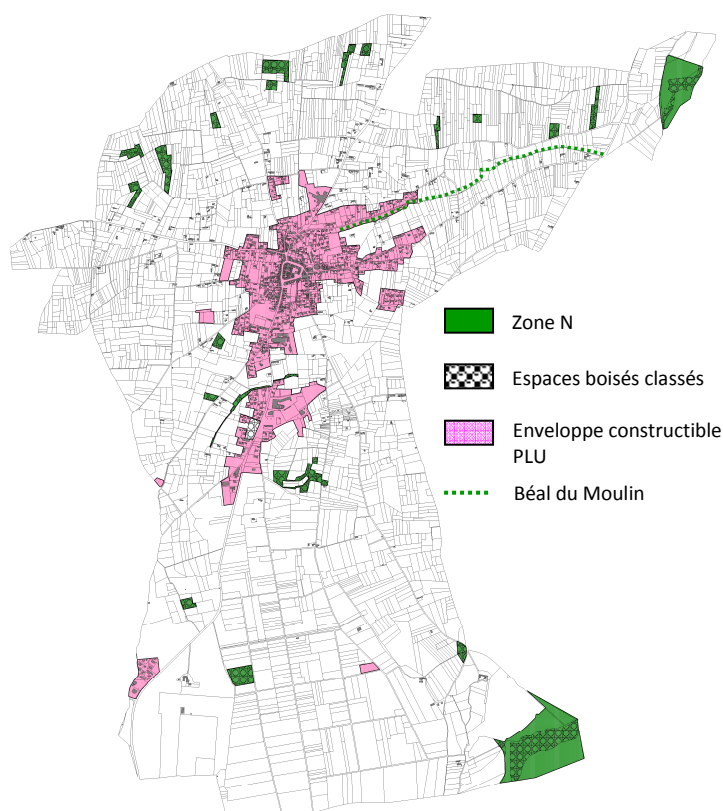 Zone N
Espaces boisés classés
Enveloppe constructible
PLU
Béal du Moulin